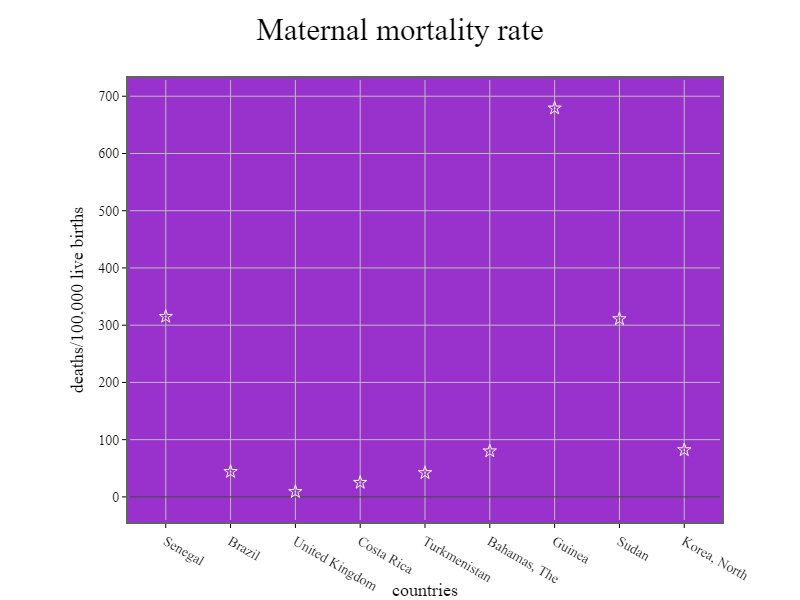 Maternal mortality rate
deaths/100,000 live births
700
600
500
400
300
200
100
0
Senegal
Brazil
United Kingdom
Costa Rica
Turkmenistan
Bahamas, The
Guinea
Sudan
Korea, North
countries